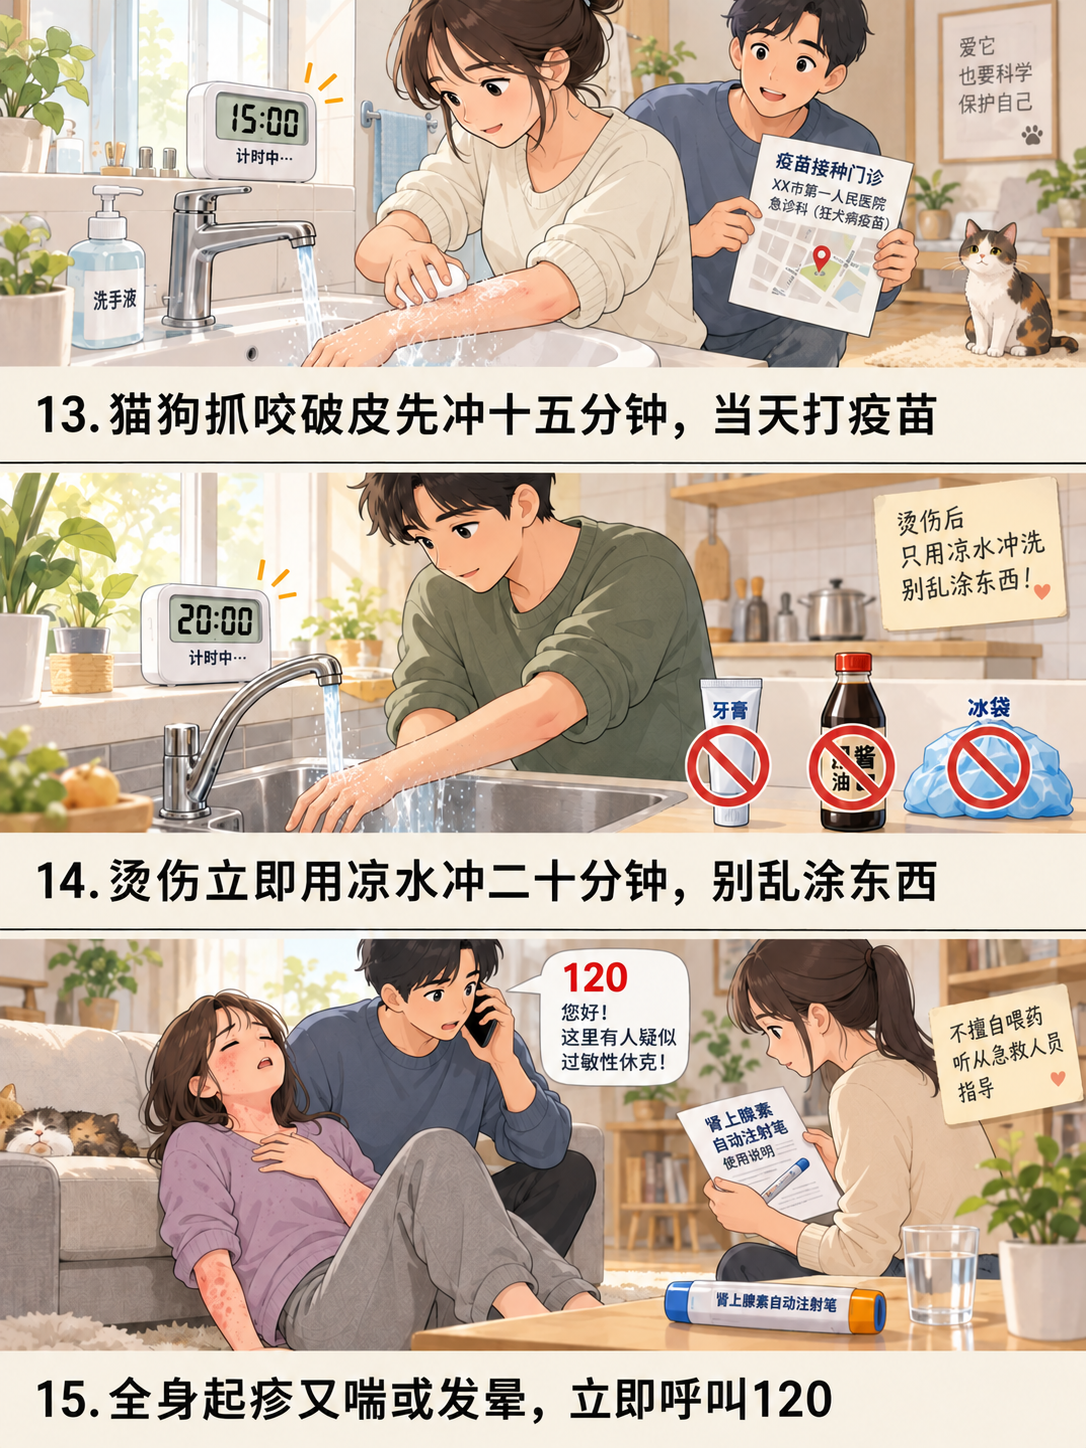 15:00
计时中…
洗手液
疫苗接种门诊
XX市第一人民医院
急诊科（狂犬病疫苗）
爱它
也要科学
保护自己
13.猫狗抓咬破皮先冲十五分钟，当天打疫苗
20:00
计时中…
烫伤后
只用凉水冲洗
别乱涂东西！
牙膏
酱
油
冰袋
14.烫伤立即用凉水冲二十分钟，别乱涂东西
120
您好！
这里有人疑似
过敏性休克！
不擅自喂药
听从急救人员
指导
肾上腺素
自动注射笔
使用说明
肾上腺素自动注射笔
15.全身起疹又喘或发晕，立即呼叫120